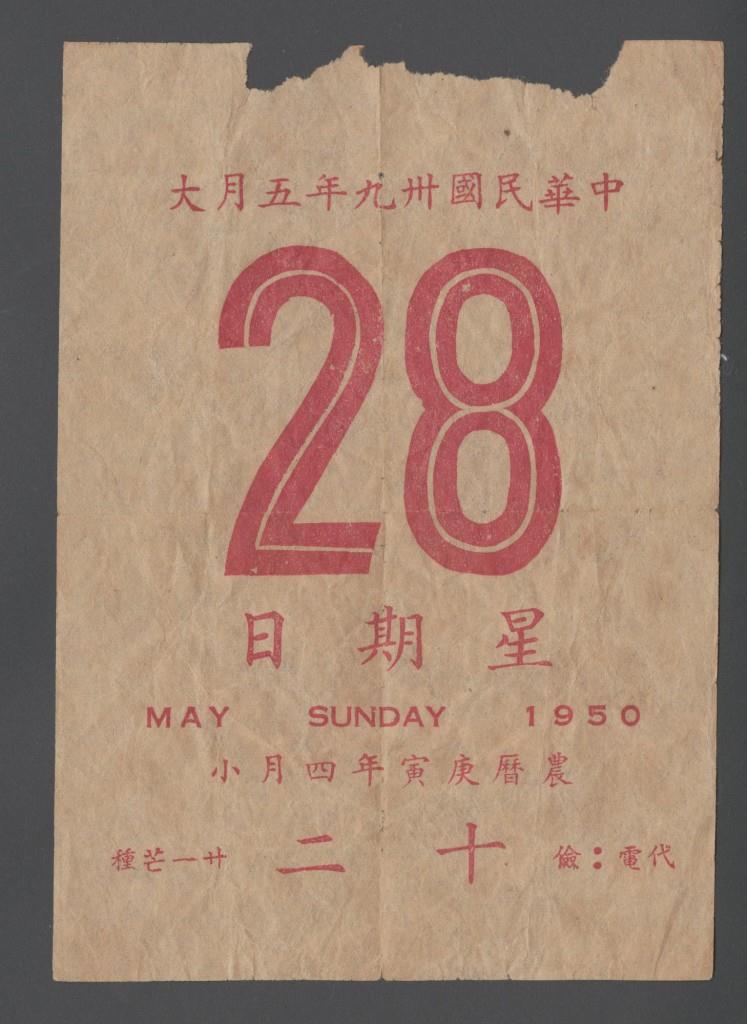 中華民國卅九年五月大
28
星期日
MAY SUNDAY 1950
農曆庚寅年四月小
代電：儉 十二 廿一芒種